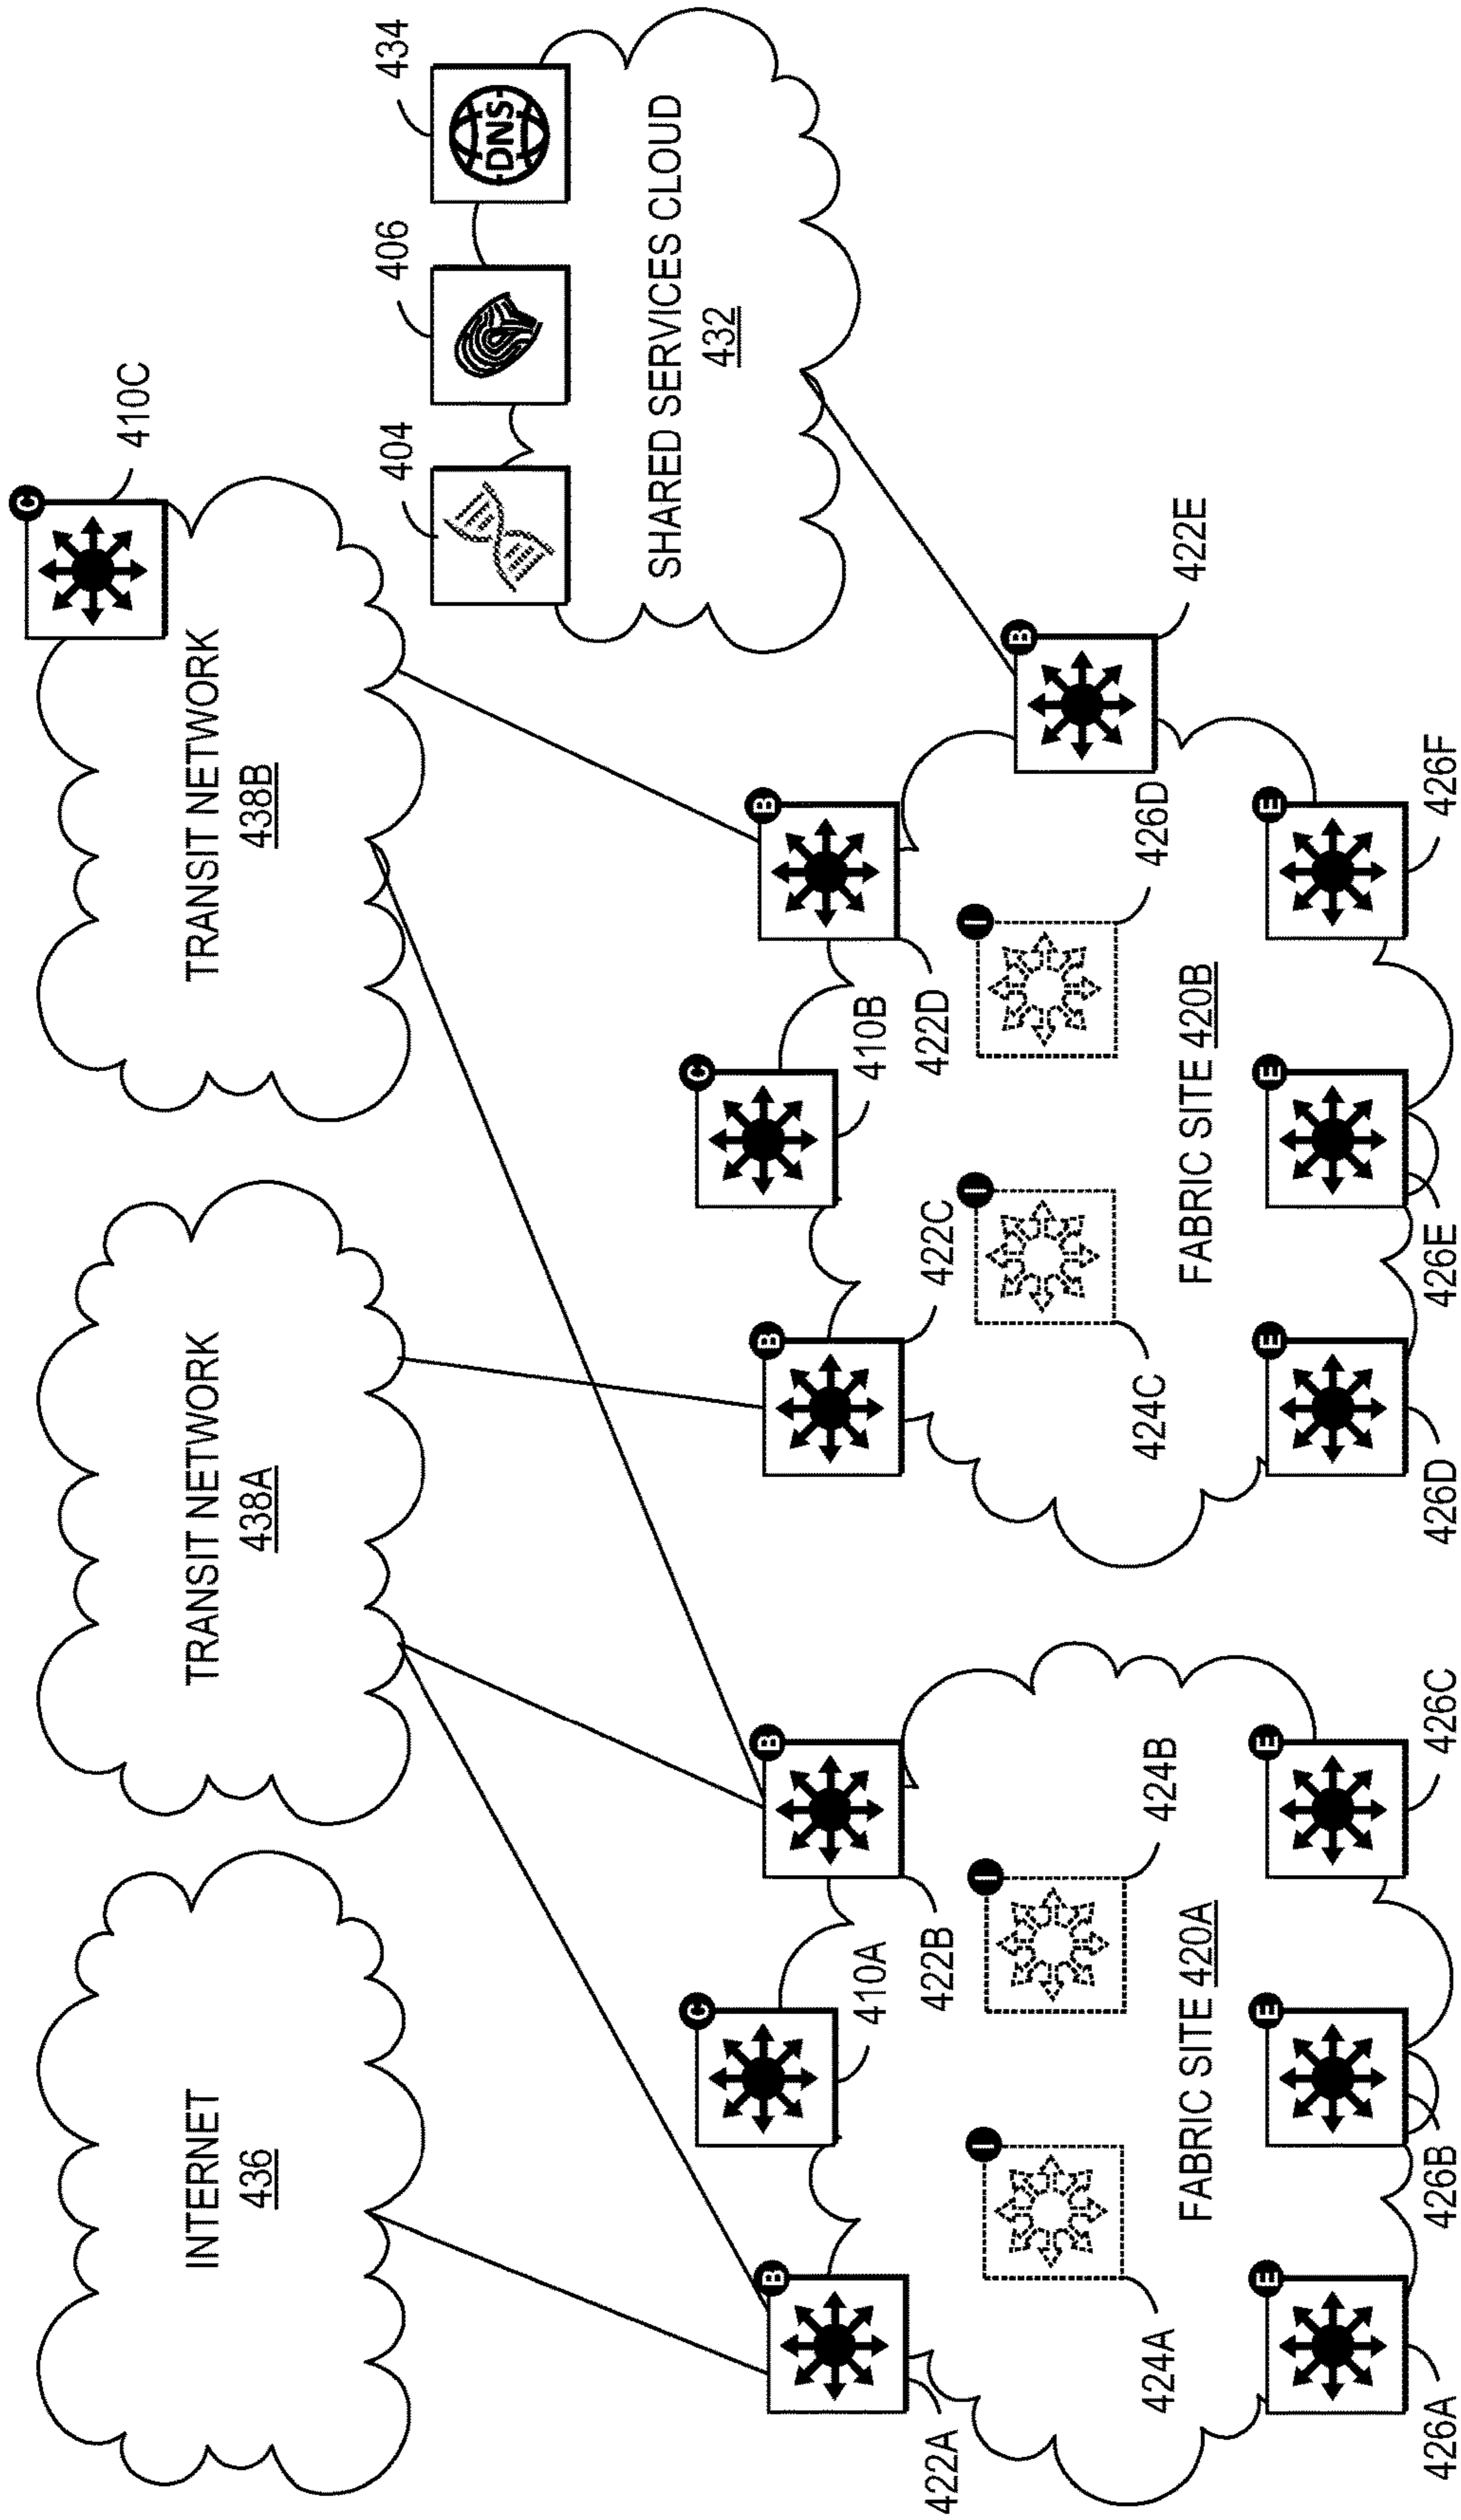 INTERNET
436
TRANSIT NETWORK
438A
TRANSIT NETWORK
438B
C
410C
404
406
434
DNS
SHARED SERVICES CLOUD
432
B
422A
C
410A
B
422B
I
424A
I
424B
FABRIC SITE 420A
E
426A
E
426B
E
426C
B
422C
C
410B
B
422D
B
422E
I
424C
I
426D
FABRIC SITE 420B
E
426D
E
426E
E
426F